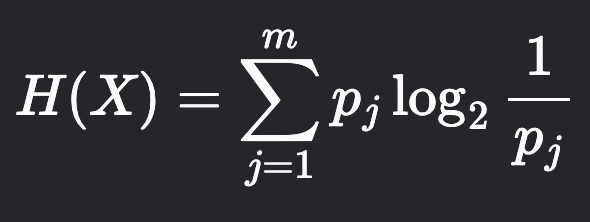 H(X) = \sum_{j=1}^{m} p_j \log_2 \frac{1}{p_j}